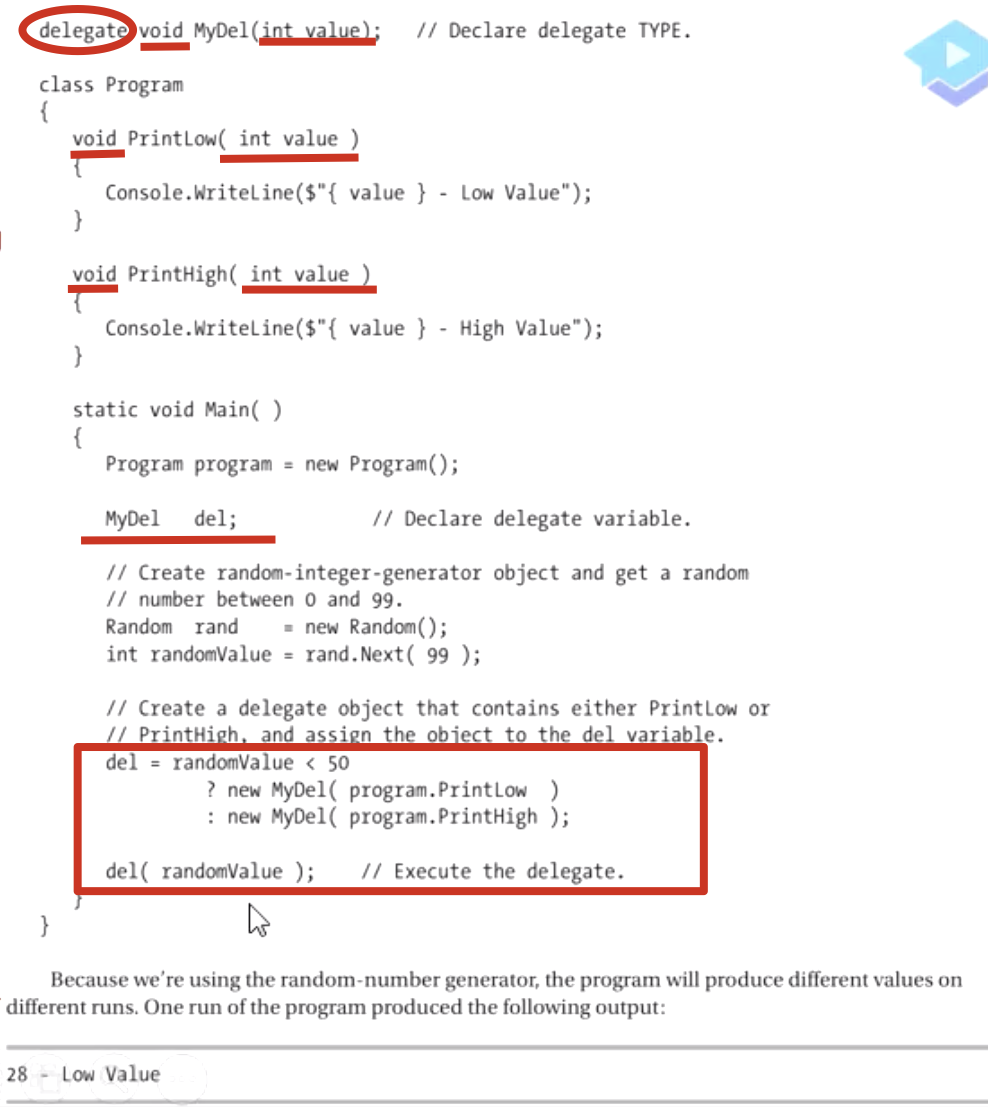 delegate void MyDel(int value);   // Declare delegate TYPE.
class Program
{
void PrintLow( int value )
{
Console.WriteLine($"{ value } - Low Value");
}
void PrintHigh( int value )
{
Console.WriteLine($"{ value } - High Value");
}
static void Main( )
{
Program program = new Program();
MyDel   del;            // Declare delegate variable.
// Create random-integer-generator object and get a random
// number between 0 and 99.
Random  rand    = new Random();
int randomValue = rand.Next( 99 );
// Create a delegate object that contains either PrintLow or
// PrintHigh, and assign the object to the del variable.
del = randomValue < 50
? new MyDel( program.PrintLow  )
: new MyDel( program.PrintHigh );
del( randomValue );    // Execute the delegate.
}
}
Because we're using the random-number generator, the program will produce different values on
different runs. One run of the program produced the following output:
28 - Low Value